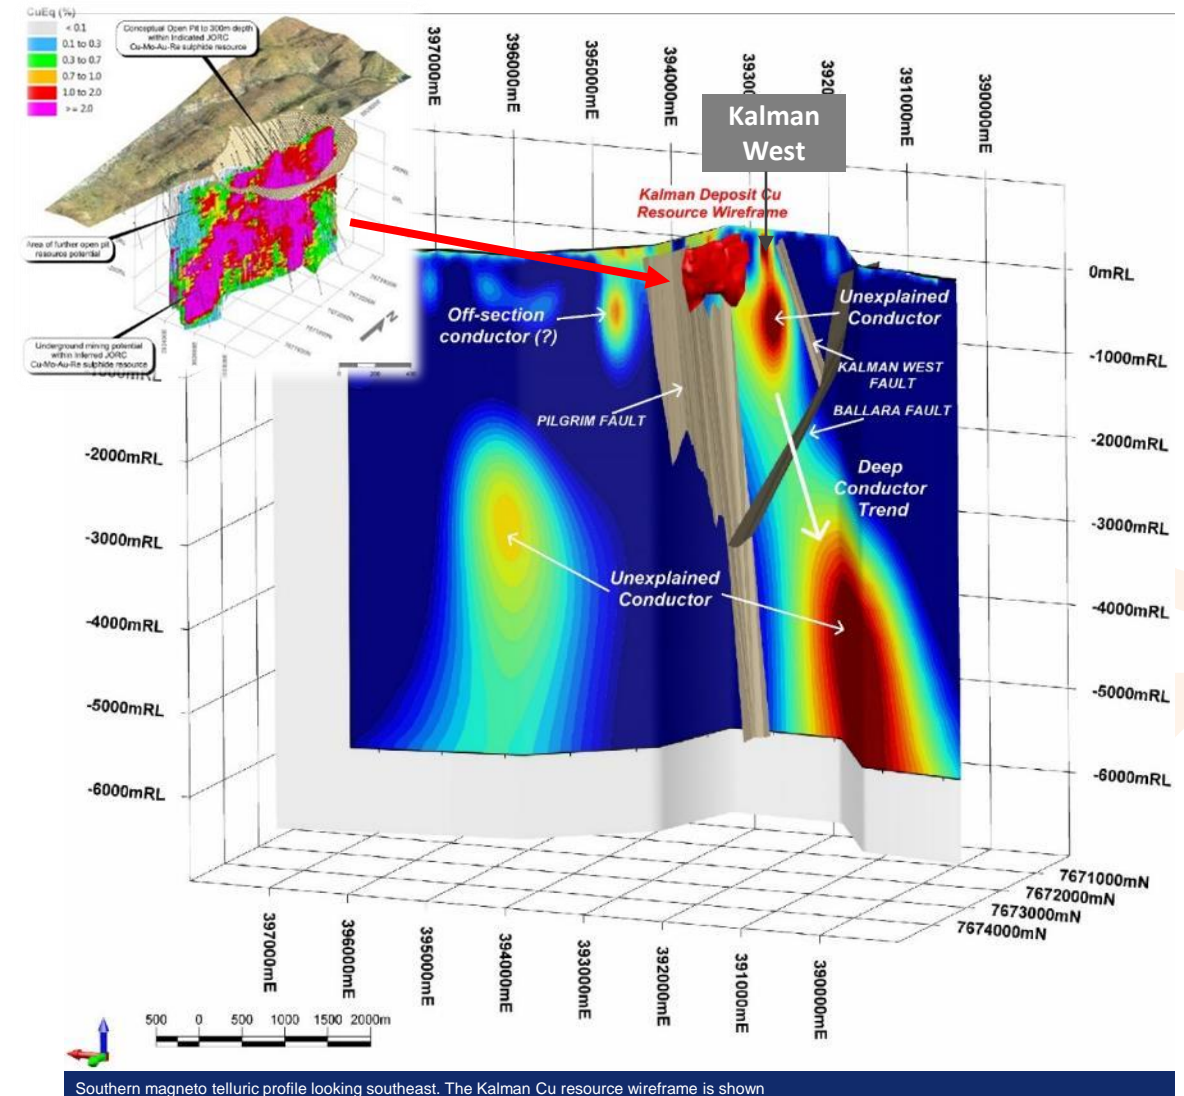 CuEq (%)
< 0.1
0.1 to 0.3
0.3 to 0.7
0.7 to 1.0
1.0 to 2.0
>= 2.0
Conceptual Open Pit to 300m depth
within Indicated JORC
Cu-Mo-Au-Re sulphide resource
Area of further open pit
resource potential
Underground mining potential
within Inferred JORC
Cu-Mo-Au-Re sulphide resource
N
397000mE
396000mE
395000mE
394000mE
393000mE
392
391000mE
390000mE
Kalman
West
Kalman Deposit Cu
Resource Wireframe
Off-section
conductor (?)
Unexplained
Conductor
KALMAN WEST
FAULT
PILGRIM FAULT
BALLARA FAULT
Deep
Conductor
Trend
Unexplained
Conductor
0mRL
-1000mRL
-2000mRL
-3000mRL
-4000mRL
-5000mRL
-6000mRL
-2000mRL
-3000mRL
-4000mRL
-5000mRL
-6000mRL
7671000mN
7672000mN
7673000mN
7674000mN
397000mE
396000mE
395000mE
394000mE
393000mE
392000mE
391000mE
390000mE
500 0 500 1000 1500 2000m
Southern magneto telluric profile looking southeast. The Kalman Cu resource wireframe is shown